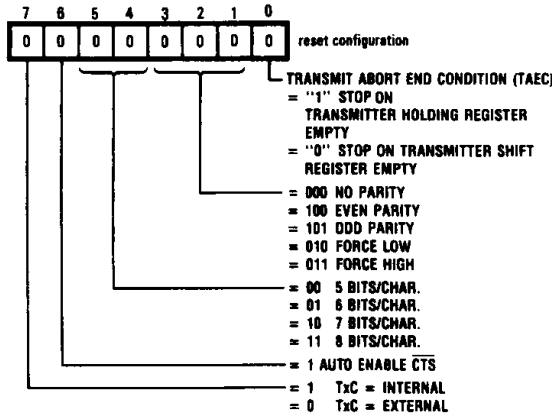 7 6 5 4 3 2 1 0
0 0 0 0 0 0 0 0 reset configuration
TRANSMIT ABORT END CONDITION (TAEC)
= "1" STOP ON
TRANSMITTER HOLDING REGISTER
EMPTY
= "0" STOP ON TRANSMITTER SHIFT
REGISTER EMPTY
= 000 NO PARITY
= 100 EVEN PARITY
= 101 ODD PARITY
= 010 FORCE LOW
= 011 FORCE HIGH
= 00 5 BITS/CHAR.
= 01 6 BITS/CHAR.
= 10 7 BITS/CHAR.
= 11 8 BITS/CHAR.
= 1 AUTO ENABLE C̅T̅S̅
= 1 TxC = INTERNAL
= 0 TxC = EXTERNAL